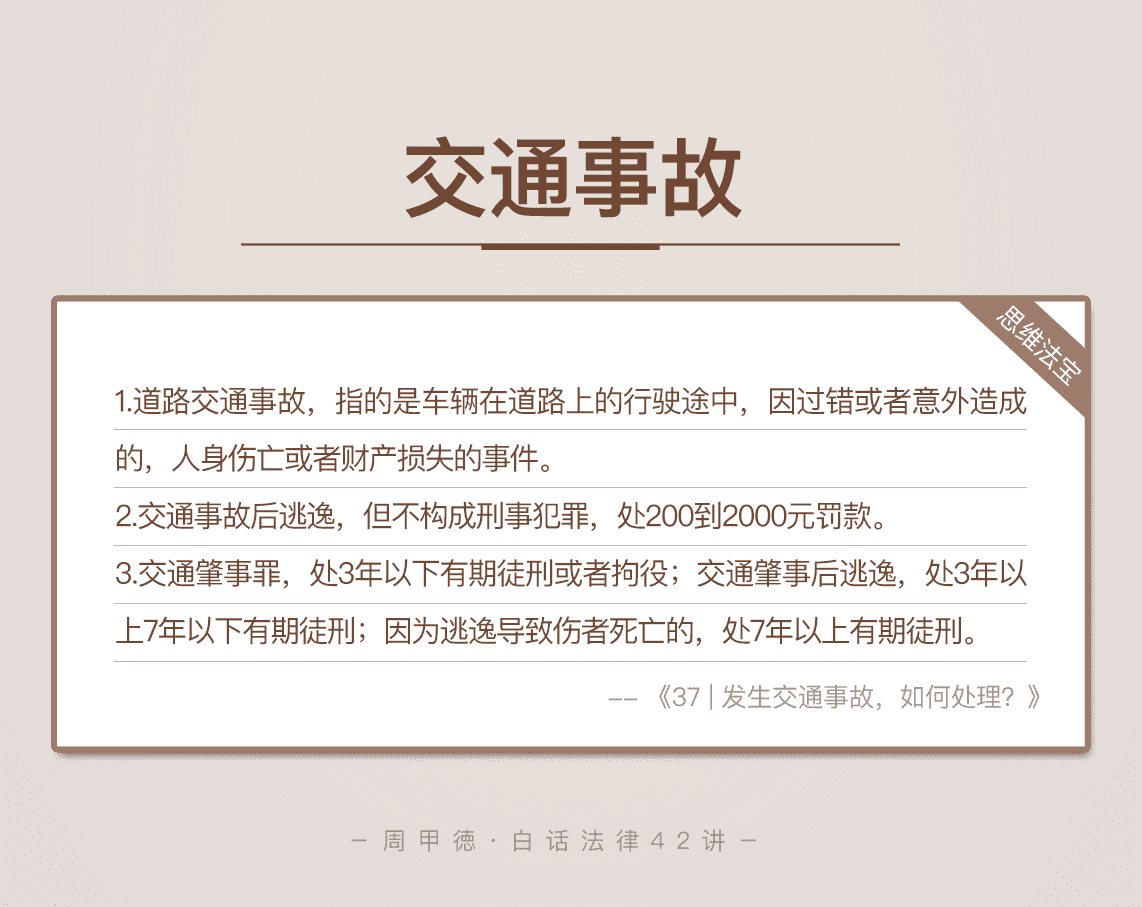 交通事故
思维法宝
1.道路交通事故，指的是车辆在道路上的行驶途中，因过错或者意外造成
的，人身伤亡或者财产损失的事件。
2.交通事故后逃逸，但不构成刑事犯罪，处200到2000元罚款。
3.交通肇事罪，处3年以下有期徒刑或者拘役；交通肇事后逃逸，处3年以
上7年以下有期徒刑；因为逃逸导致伤者死亡的，处7年以上有期徒刑。
—— 《37 | 发生交通事故，如何处理？》
— 周甲德·白话法律42讲 —